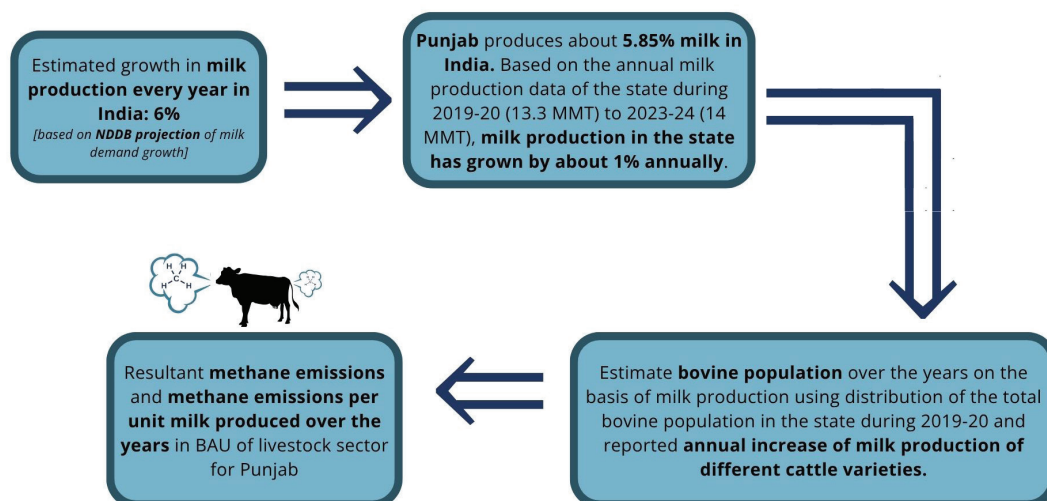 Estimated growth in milk
production every year in
India: 6%
[based on NDDB projection of milk
demand growth]
Punjab produces about 5.85% milk in
India. Based on the annual milk
production data of the state during
2019-20 (13.3 MMT) to 2023-24 (14
MMT), milk production in the state
has grown by about 1% annually.
H H
C
H H
Resultant methane emissions
and methane emissions per
unit milk produced over the
years in BAU of livestock sector
for Punjab
Estimate bovine population over the years on the
basis of milk production using distribution of the total
bovine population in the state during 2019-20 and
reported annual increase of milk production of
different cattle varieties.